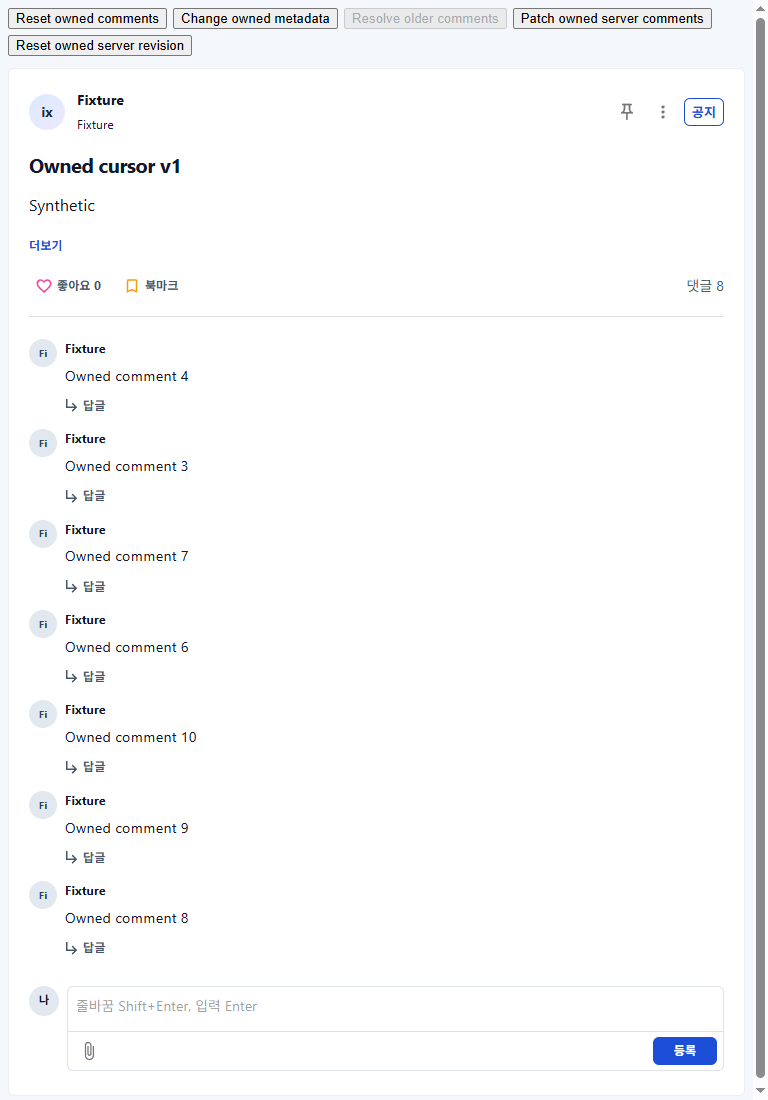 Reset owned comments Change owned metadata Resolve older comments Patch owned server comments
Reset owned server revision
ix
Fixture
Fixture
공지
Owned cursor v1
Synthetic
더보기
좋아요 0 북마크 댓글 8
Fi
Fixture
Owned comment 4
답글
Fi
Fixture
Owned comment 3
답글
Fi
Fixture
Owned comment 7
답글
Fi
Fixture
Owned comment 6
답글
Fi
Fixture
Owned comment 10
답글
Fi
Fixture
Owned comment 9
답글
Fi
Fixture
Owned comment 8
답글
나
줄바꿈 Shift+Enter, 입력 Enter
등록